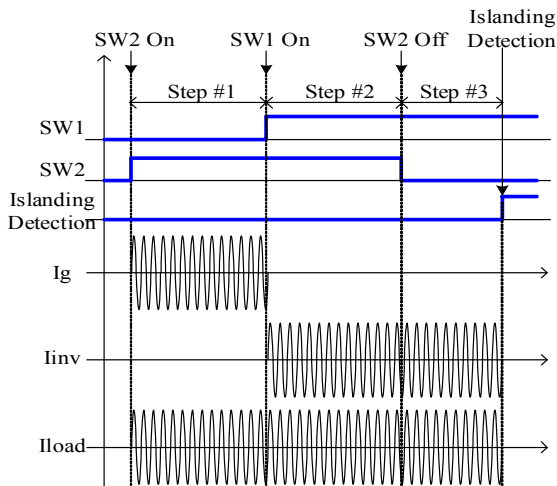 Islanding
Detection
SW2 On
SW1 On
SW2 Off
Step #1
Step #2
Step #3
SW1
SW2
Islanding
Detection
Ig
Iinv
Iload